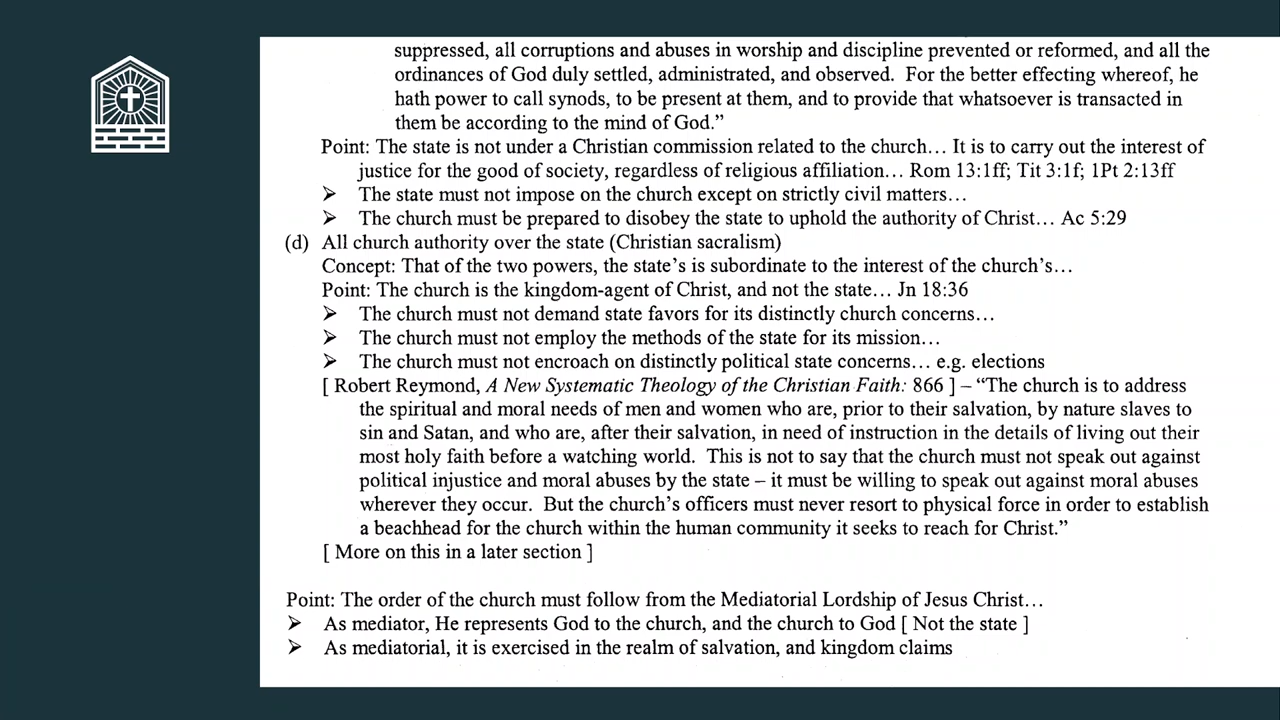 suppressed, all corruptions and abuses in worship and discipline prevented or reformed, and all the
ordinances of God duly settled, administrated, and observed.  For the better effecting whereof, he
hath power to call synods, to be present at them, and to provide that whatsoever is transacted in
them be according to the mind of God.”
Point: The state is not under a Christian commission related to the church… It is to carry out the interest of
justice for the good of society, regardless of religious affiliation… Rom 13:1ff; Tit 3:1f; 1Pt 2:13ff
➢ The state must not impose on the church except on strictly civil matters…
➢ The church must be prepared to disobey the state to uphold the authority of Christ… Ac 5:29
(d) All church authority over the state (Christian sacralism)
Concept: That of the two powers, the state’s is subordinate to the interest of the church’s…
Point: The church is the kingdom-agent of Christ, and not the state… Jn 18:36
➢ The church must not demand state favors for its distinctly church concerns…
➢ The church must not employ the methods of the state for its mission…
➢ The church must not encroach on distinctly political state concerns… e.g. elections
[ Robert Reymond, A New Systematic Theology of the Christian Faith: 866 ] – “The church is to address
the spiritual and moral needs of men and women who are, prior to their salvation, by nature slaves to
sin and Satan, and who are, after their salvation, in need of instruction in the details of living out their
most holy faith before a watching world.  This is not to say that the church must not speak out against
political injustice and moral abuses by the state – it must be willing to speak out against moral abuses
wherever they occur.  But the church’s officers must never resort to physical force in order to establish
a beachhead for the church within the human community it seeks to reach for Christ.”
[ More on this in a later section ]
Point: The order of the church must follow from the Mediatorial Lordship of Jesus Christ…
➢ As mediator, He represents God to the church, and the church to God [ Not the state ]
➢ As mediatorial, it is exercised in the realm of salvation, and kingdom claims